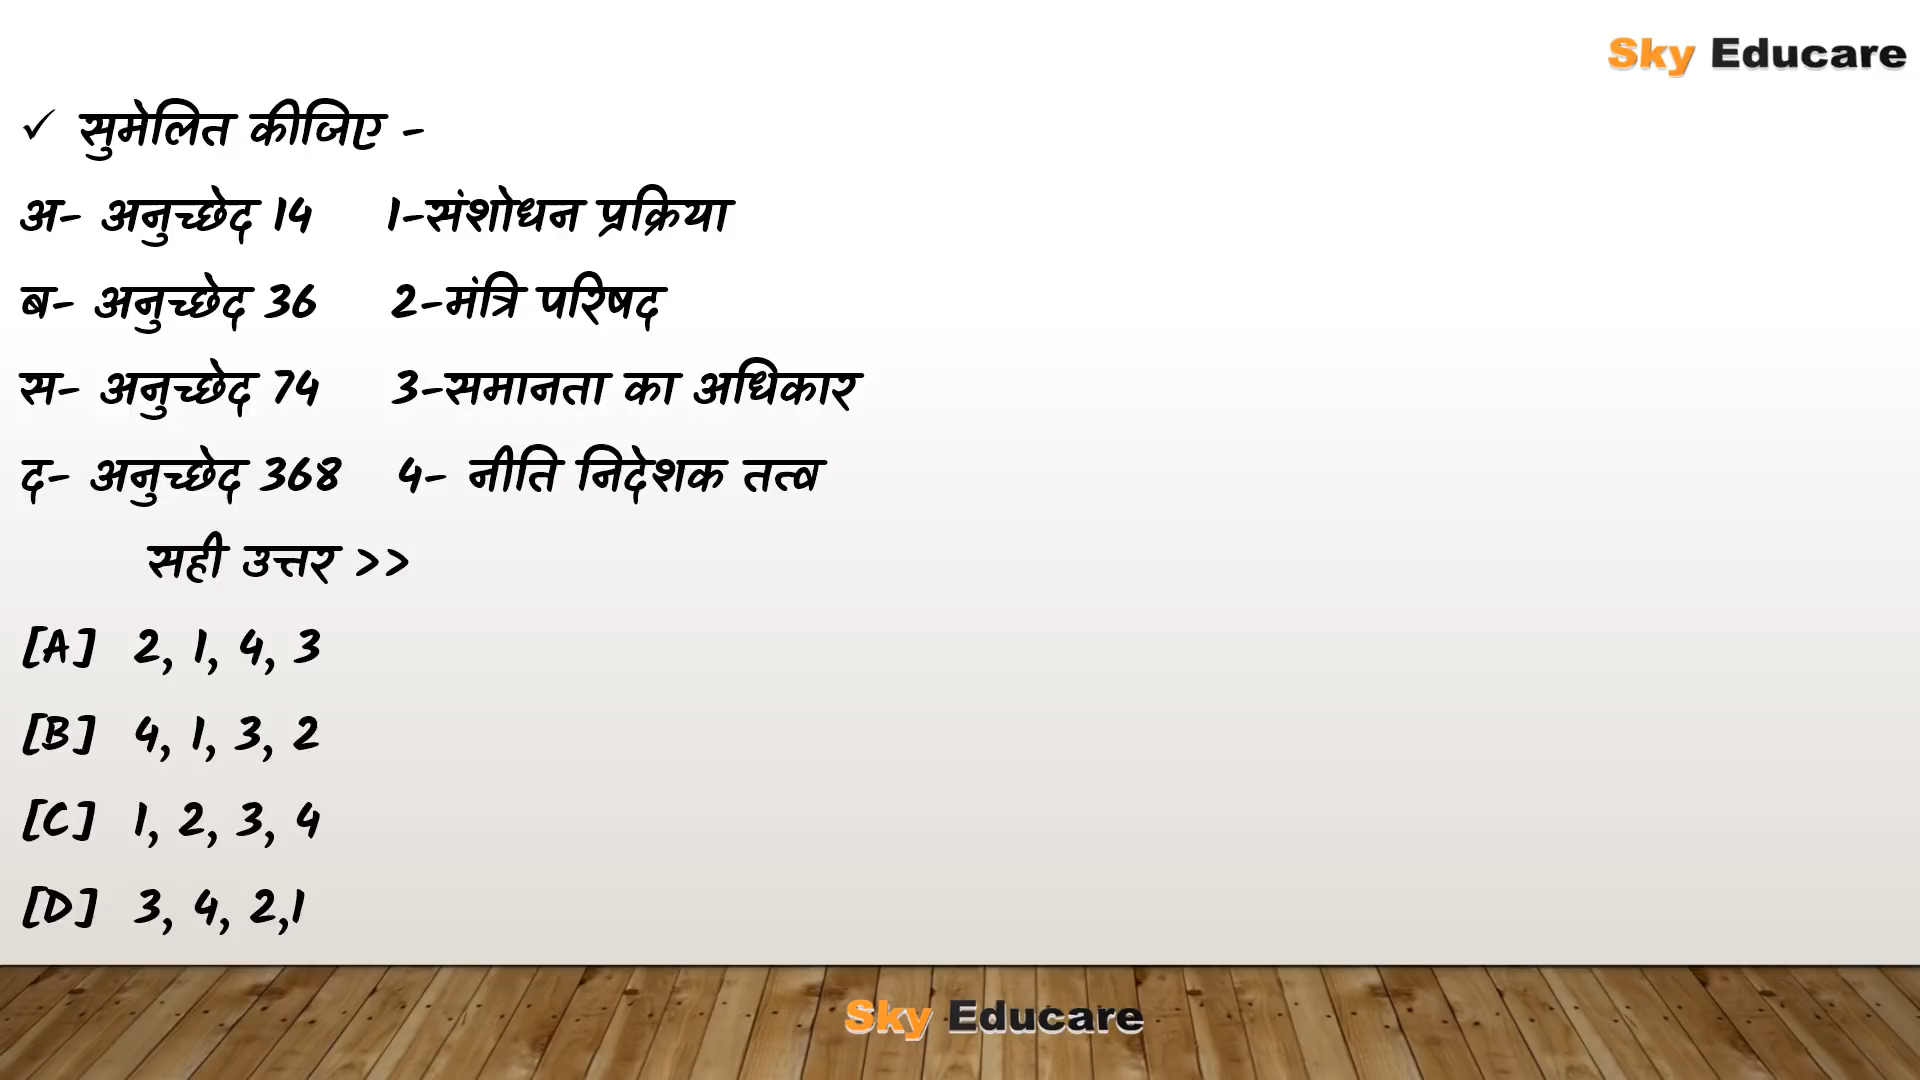 Sky Educare
✓ सुमेलित कीजिए -
अ- अनुच्छेद 14 1-संशोधन प्रक्रिया
ब- अनुच्छेद 36 2-मंत्रि परिषद
स- अनुच्छेद 74 3-समानता का अधिकार
द- अनुच्छेद 368 4- नीति निदेशक तत्व
सही उत्तर >>
[A] 2, 1, 4, 3
[B] 4, 1, 3, 2
[C] 1, 2, 3, 4
[D] 3, 4, 2,1
Sky Educare